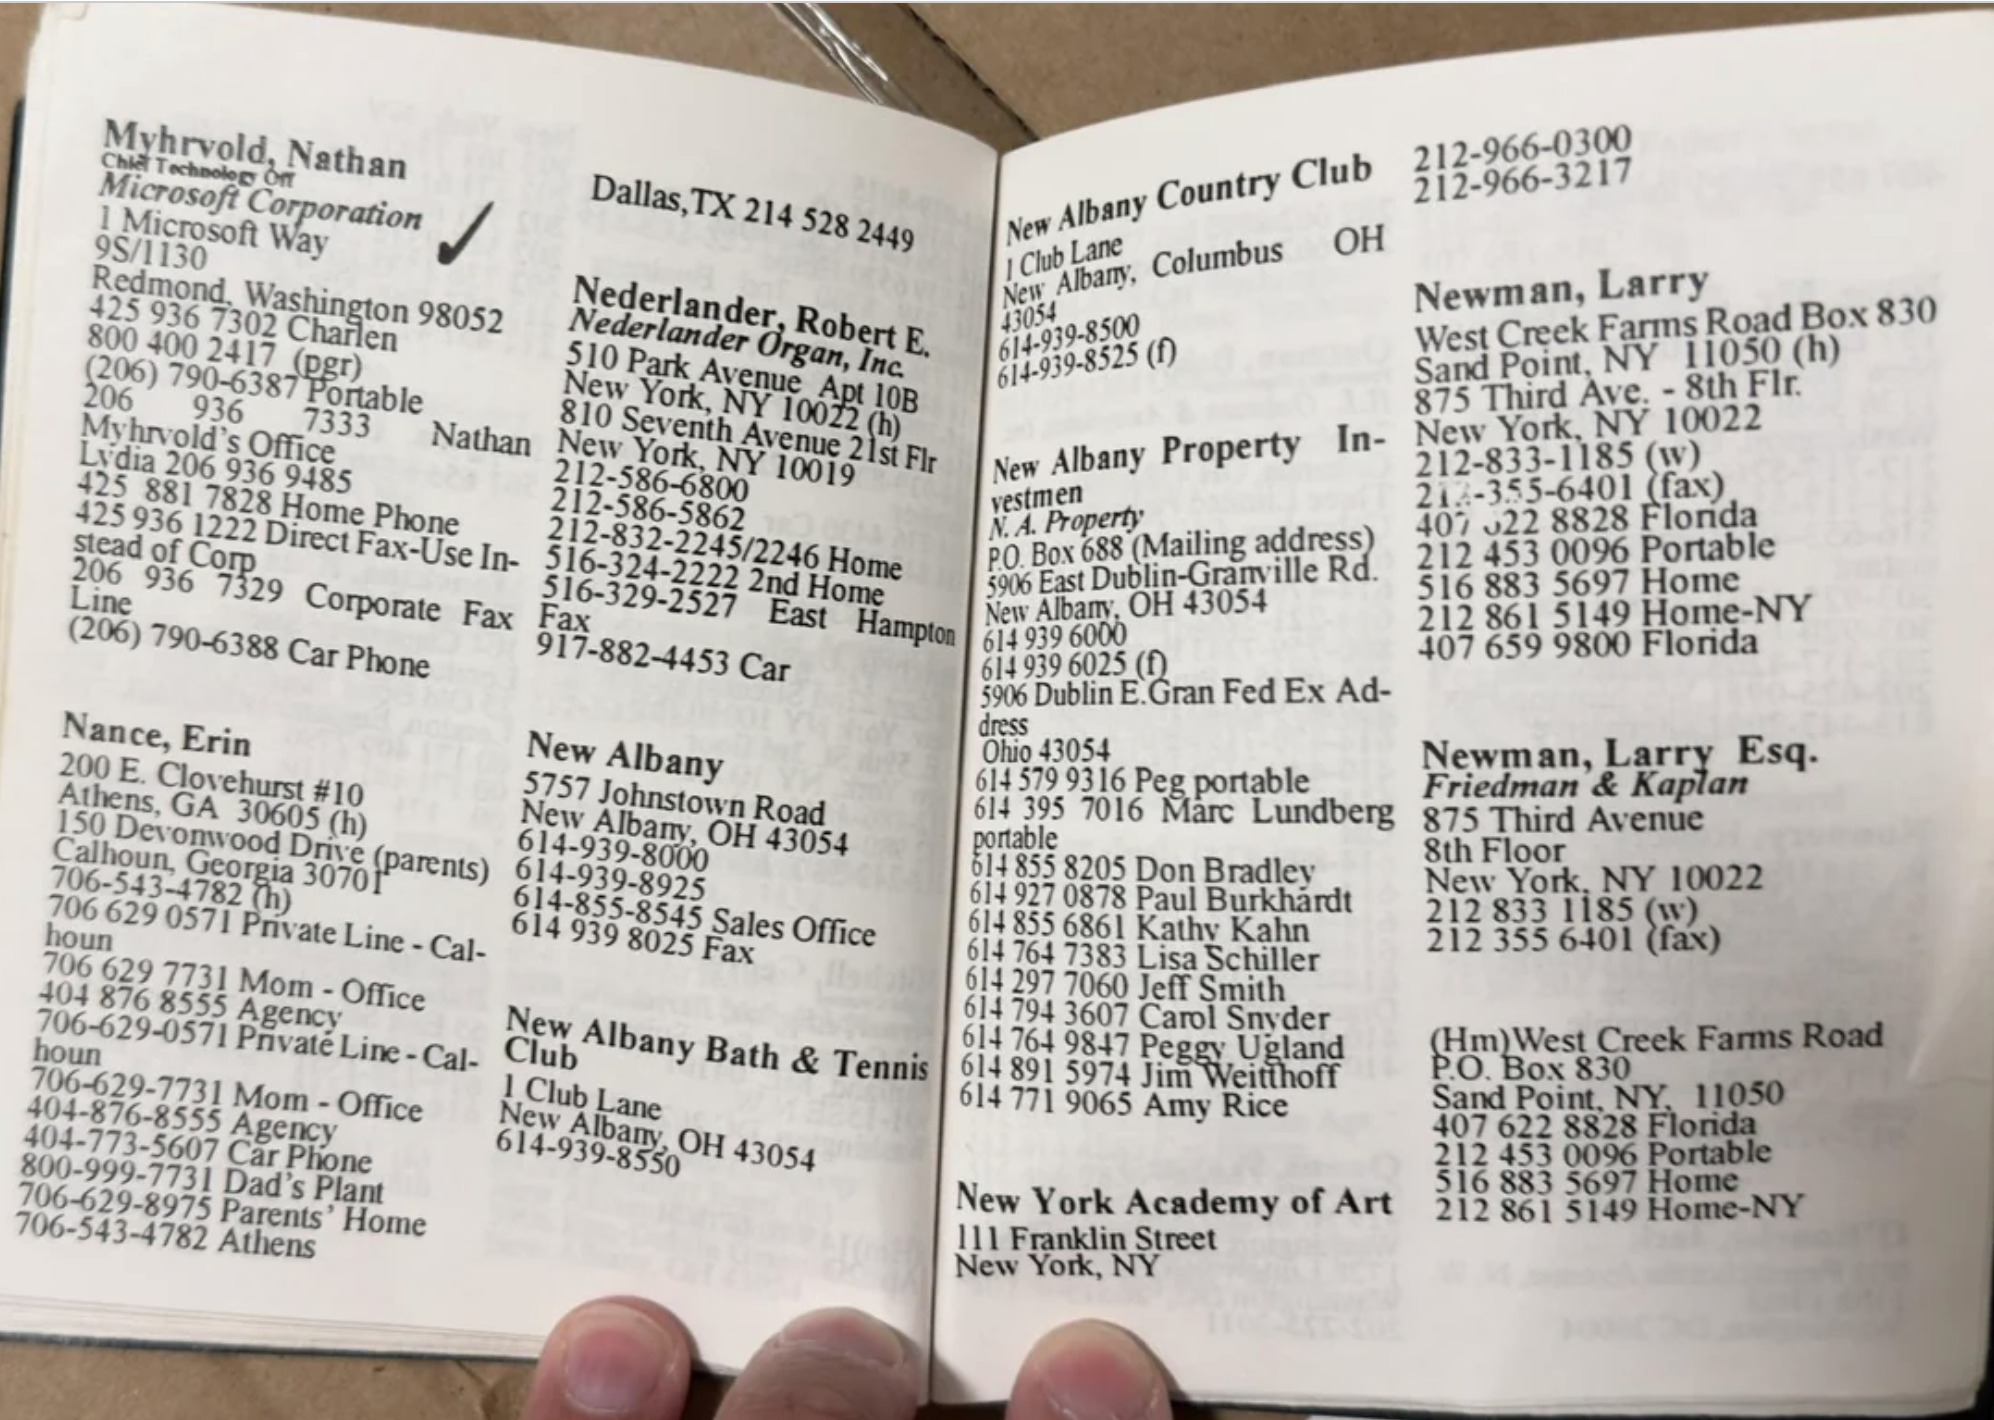 Myhrvold, Nathan
Chief Technology Off
Microsoft Corporation
1 Microsoft Way
9S/1130
Redmond, Washington 98052
425 936 7302 Charlen
800 400 2417 (pgr)
(206) 790-6387 Portable
206 936 7333 Nathan
Myhrvold's Office
Lydia 206 936 9485
425 881 7828 Home Phone
425 936 1222 Direct Fax-Use In-
stead of Corp
206 936 7329 Corporate Fax
Line
(206) 790-6388 Car Phone
Nance, Erin
200 E. Clovehurst #10
Athens, GA 30605 (h)
150 Devonwood Drive (parents)
Calhoun, Georgia 30701
706-543-4782 (h)
706 629 0571 Private Line - Cal-
houn
706 629 7731 Mom - Office
404 876 8555 Agency
706-629-0571 Private Line - Cal-
houn
706-629-7731 Mom - Office
404-876-8555 Agency
404-773-5607 Car Phone
800-999-7731 Dad's Plant
706-629-8975 Parents' Home
706-543-4782 Athens
Dallas,TX 214 528 2449
Nederlander, Robert E.
Nederlander Organ, Inc.
510 Park Avenue Apt 10B
New York, NY 10022 (h)
810 Seventh Avenue 21st Flr
New York, NY 10019
212-586-6800
212-586-5862
212-832-2245/2246 Home
516-324-2222 2nd Home
516-329-2527 East Hampton
Fax
917-882-4453 Car
New Albany
5757 Johnstown Road
New Albany, OH 43054
614-939-8000
614-939-8925
614-855-8545 Sales Office
614 939 8025 Fax
New Albany Bath & Tennis
Club
1 Club Lane
New Albany, OH 43054
614-939-8550
New Albany Country Club
1 Club Lane
New Albany, Columbus OH
43054
614-939-8500
614-939-8525 (f)
New Albany Property In-
vestmen
N. A. Property
P.O. Box 688 (Mailing address)
5906 East Dublin-Granville Rd.
New Albany, OH 43054
614 939 6000
614 939 6025 (f)
5906 Dublin E.Gran Fed Ex Ad-
dress
Ohio 43054
614 579 9316 Peg portable
614 395 7016 Marc Lundberg
portable
614 855 8205 Don Bradley
614 927 0878 Paul Burkhardt
614 855 6861 Kathy Kahn
614 764 7383 Lisa Schiller
614 297 7060 Jeff Smith
614 794 3607 Carol Snyder
614 764 9847 Peggy Ugland
614 891 5974 Jim Weitthoff
614 771 9065 Amy Rice
New York Academy of Art
111 Franklin Street
New York, NY
212-966-0300
212-966-3217
Newman, Larry
West Creek Farms Road Box 830
Sand Point, NY 11050 (h)
875 Third Ave. - 8th Flr.
New York, NY 10022
212-833-1185 (w)
-355-6401 (fax)
407 22 8828 Florida
212 453 0096 Portable
516 883 5697 Home
212 861 5149 Home-NY
407 659 9800 Florida
Newman, Larry Esq.
Friedman & Kaplan
875 Third Avenue
8th Floor
New York, NY 10022
212 833 1185 (w)
212 355 6401 (fax)
(Hm)West Creek Farms Road
P.O. Box 830
Sand Point, NY, 11050
407 622 8828 Florida
212 453 0096 Portable
516 883 5697 Home
212 861 5149 Home-NY